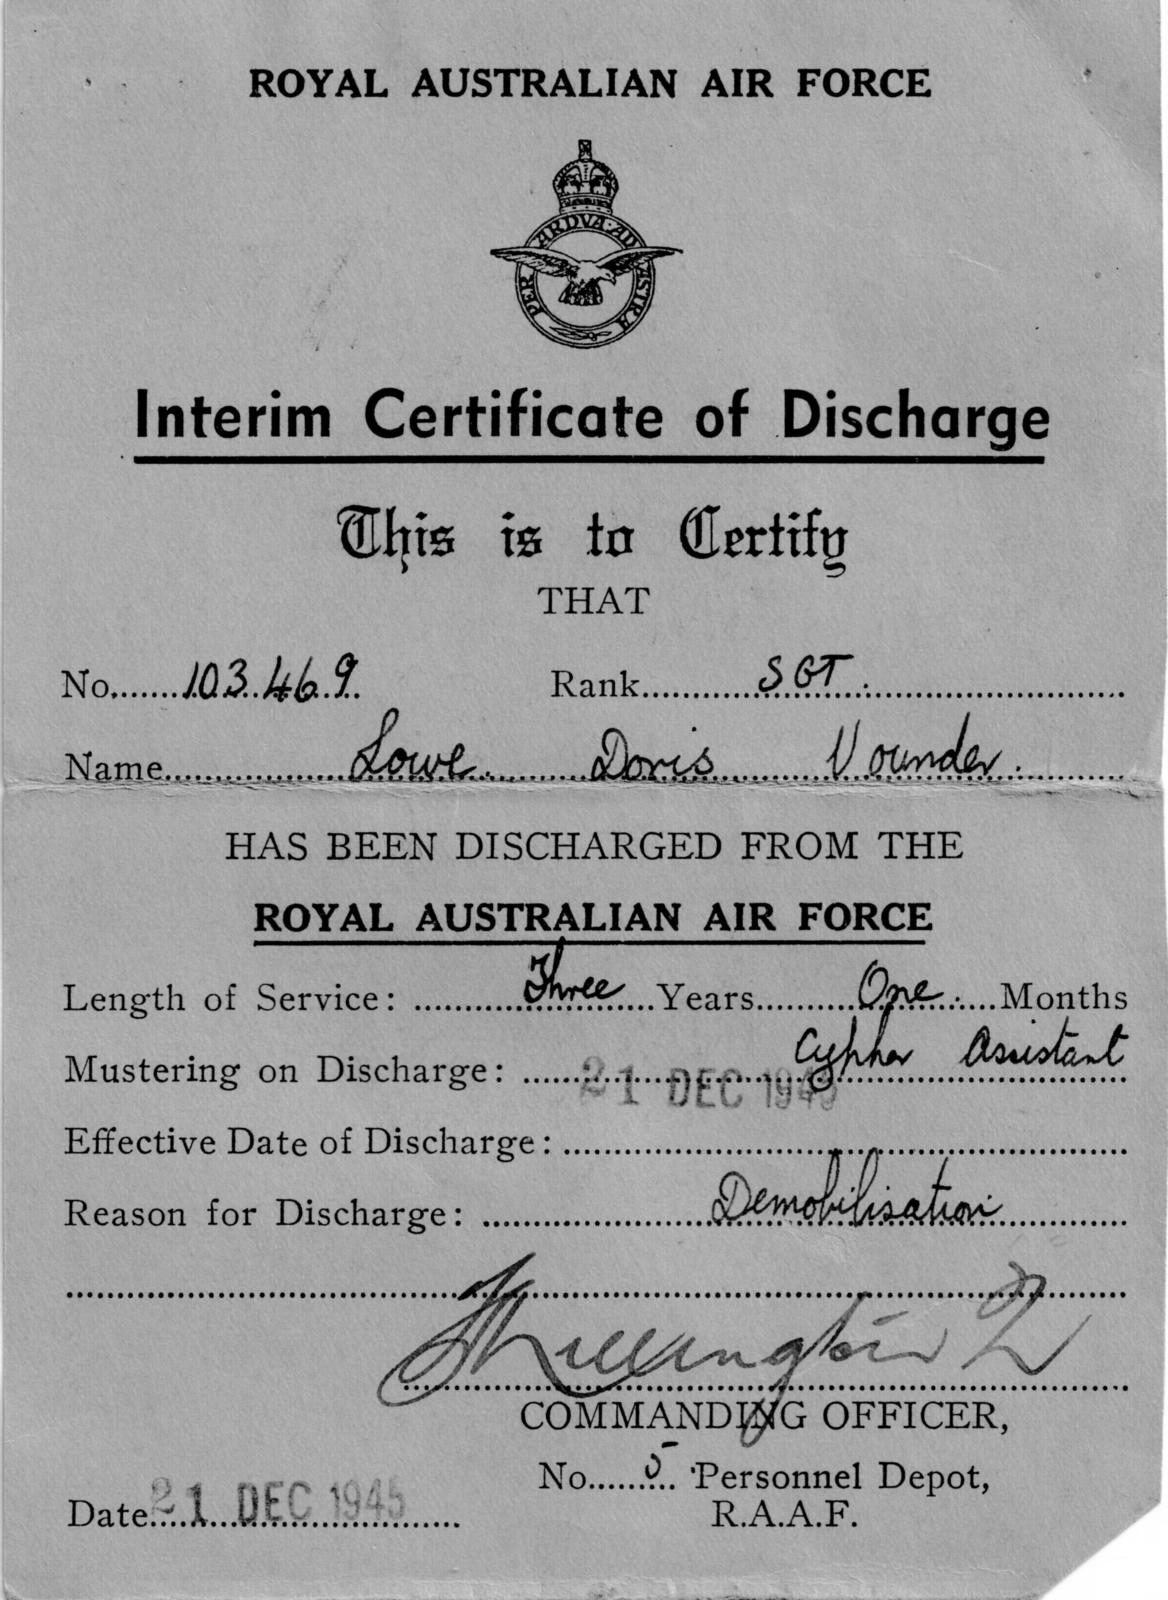 ROYAL AUSTRALIAN AIR FORCE
PER ARDVA AD ASTRA
Interim Certificate of Discharge
This is to Certify
THAT
No.......103469.. Rank.......SGT.......
Name.......Lowe.......Doris.......Vounder.......
HAS BEEN DISCHARGED FROM THE
ROYAL AUSTRALIAN AIR FORCE
Length of Service: .......Three.......Years.......One.......Months
Mustering on Discharge: .......Cypher Assistant
21 DEC 1945
Effective Date of Discharge: .......
Reason for Discharge: .......Demobilisation.......
COMMANDING OFFICER,
No.......5.. Personnel Depot,
R.A.A.F.
Date 21 DEC 1945